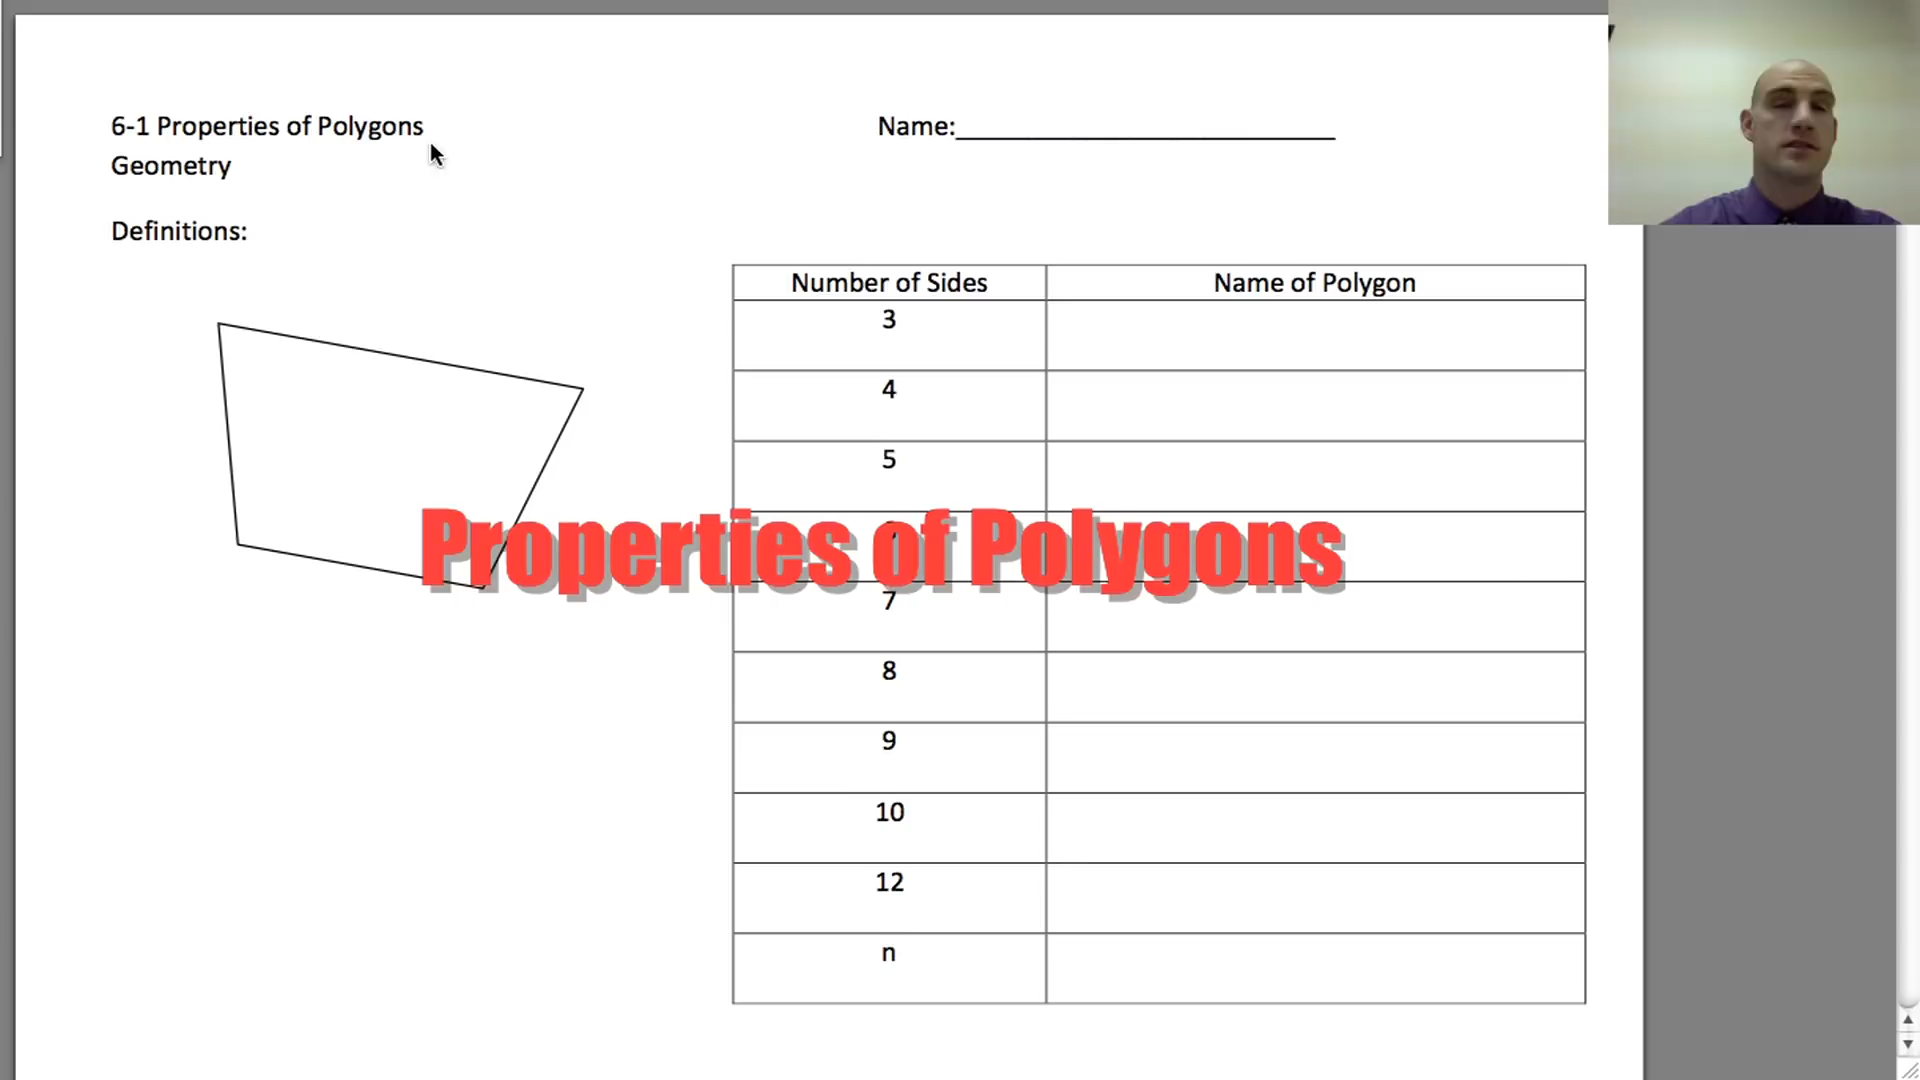 6-1 Properties of Polygons
Name:
Geometry
Definitions:
Number of Sides
Name of Polygon
3
4
5
Properties of Polygons
7
8
9
10
12
n